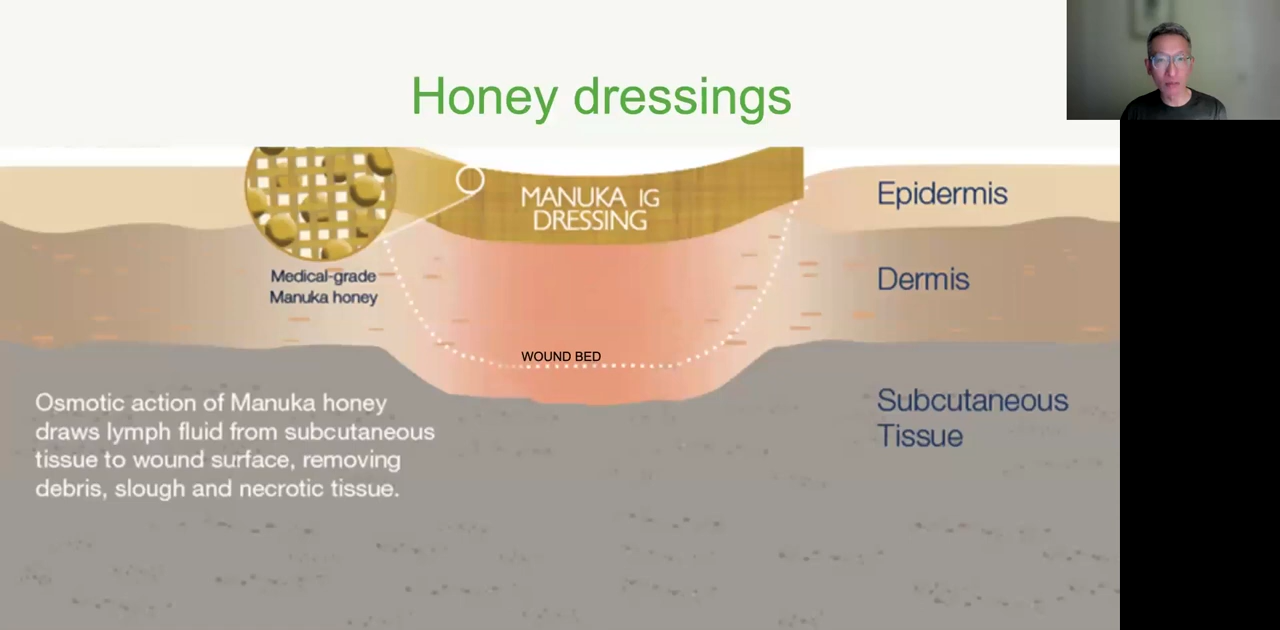 Honey dressings
MANUKA IG
DRESSING
Epidermis
Medical-grade
Manuka honey
Dermis
WOUND BED
Osmotic action of Manuka honey
draws lymph fluid from subcutaneous
tissue to wound surface, removing
debris, slough and necrotic tissue.
Subcutaneous
Tissue